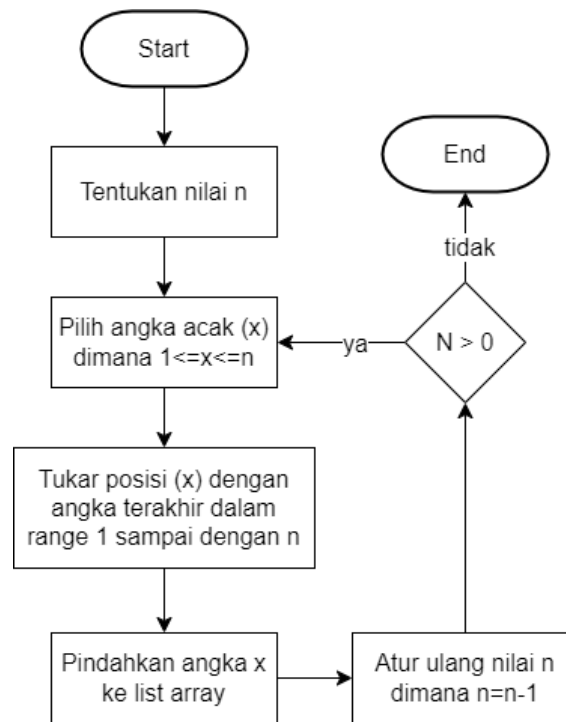 Start
Tentukan nilai n
Pilih angka acak (x)
dimana 1<=x<=n
Tukar posisi (x) dengan
angka terakhir dalam
range 1 sampai dengan n
Pindahkan angka x
ke list array
Atur ulang nilai n
dimana n=n-1
N > 0
ya
tidak
End